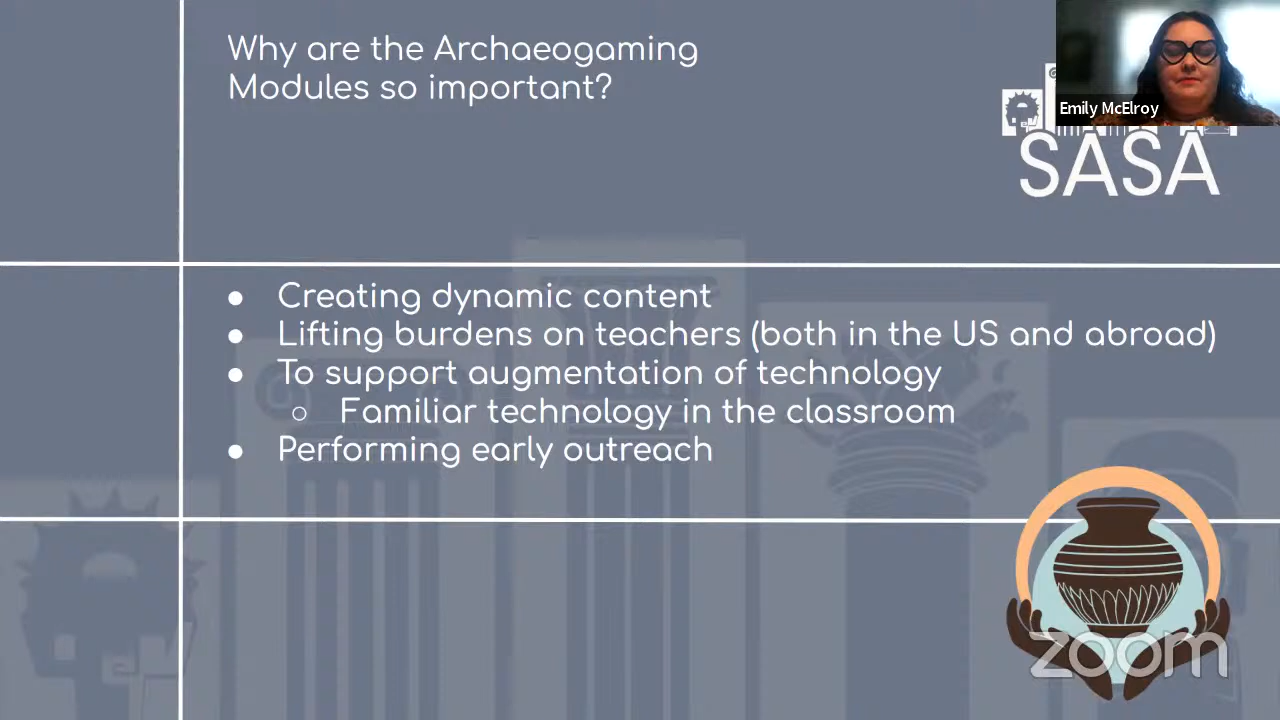 Why are the Archaeogaming
Modules so important?
Emily McElroy
SASA
● Creating dynamic content
● Lifting burdens on teachers (both in the US and abroad)
● To support augmentation of technology
○ Familiar technology in the classroom
● Performing early outreach
zoom